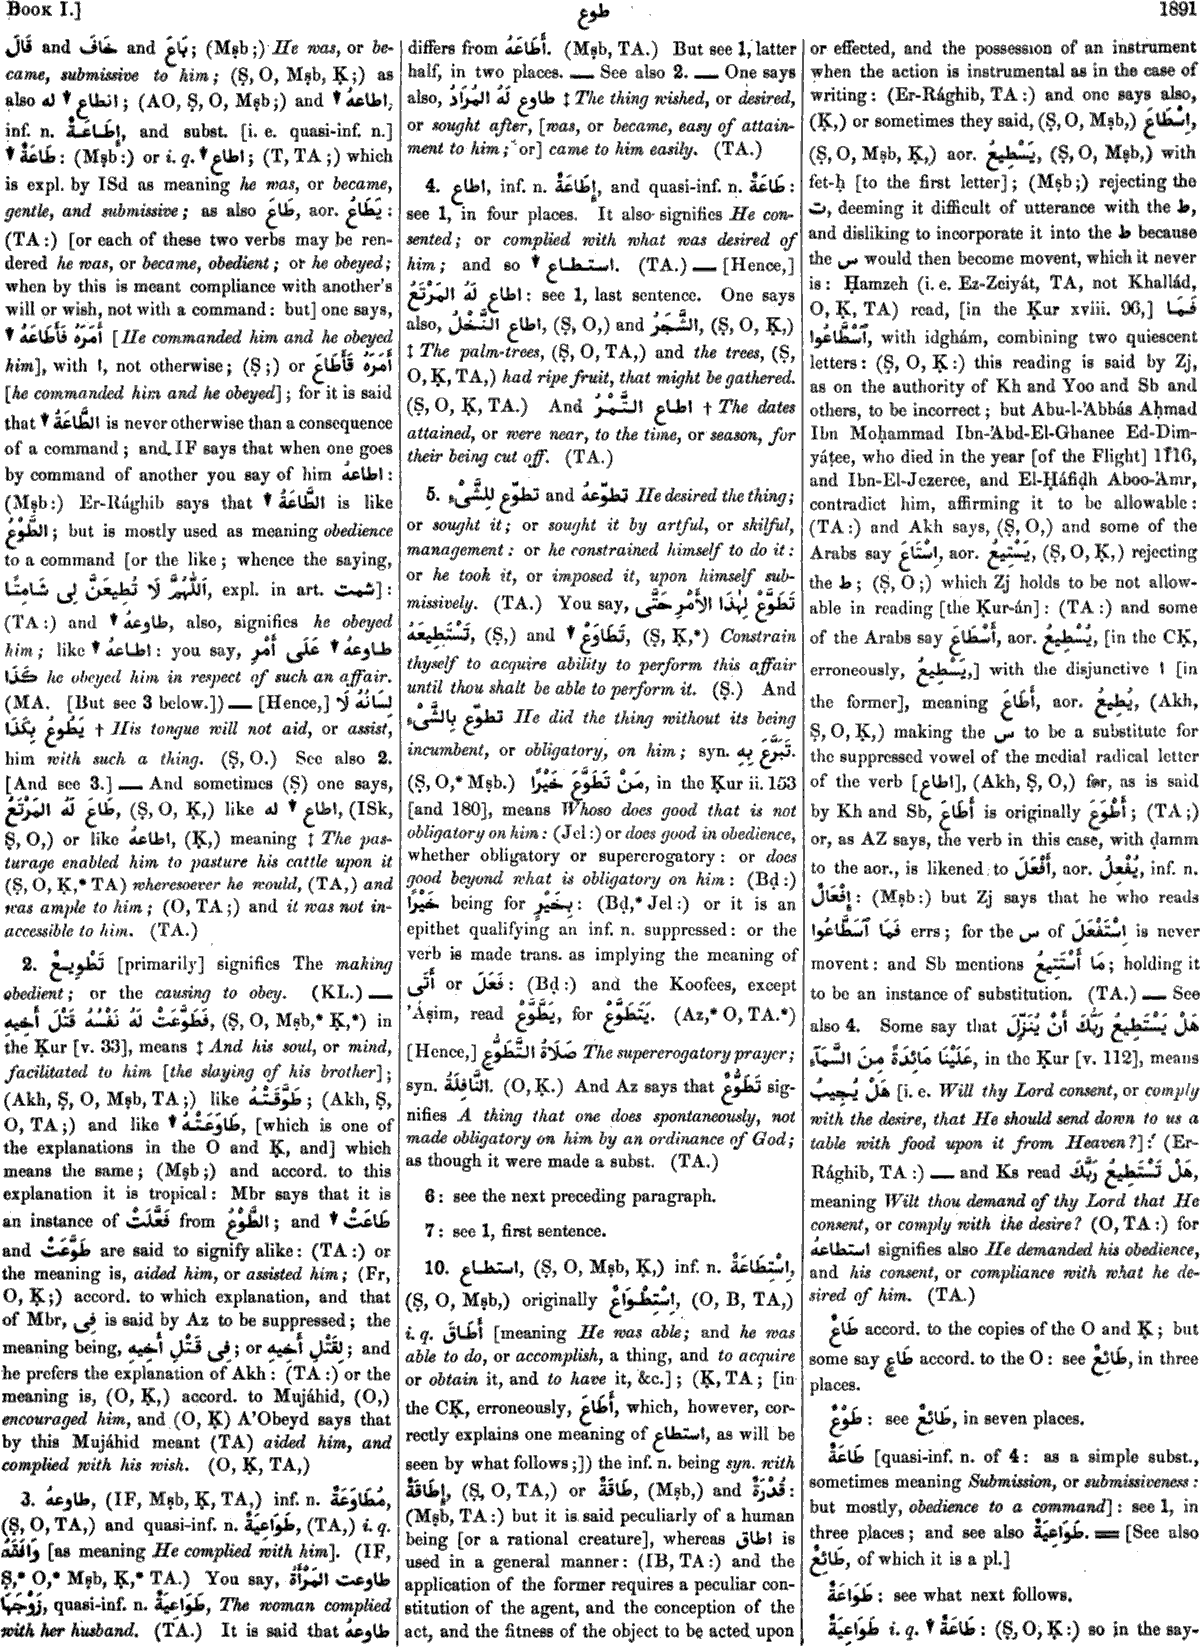 Book I.]
طوع
1891
قَالَ and خَافَ and بَاعَ; (Mṣb;) He was, or be-
came, submissive to him; (Ṣ, O, Mṣb, Ḳ;) as
also انطاع ↓ له; (AO, Ṣ, O, Mṣb;) and اطاعهُ ↓,
inf. n. إِطَاعَةٌ, and subst. [i. e. quasi-inf. n.]
طَاعَةٌ ↓: (Mṣb:) or i. q. اطاع ↓; (T, TA;) which
is expl. by ISd as meaning he was, or became,
gentle, and submissive; as also طَاعَ, aor. يَطَاعُ:
(TA:) [or each of these two verbs may be ren-
dered he was, or became, obedient; or he obeyed;
when by this is meant compliance with another's
will or wish, not with a command: but] one says,
أَمَرَهُ فَأَطَاعَهُ ↓ [He commanded him and he obeyed
him], with ا, not otherwise; (Ṣ;) or أَمَرَهُ فَأَطَاعَ
[he commanded him and he obeyed]; for it is said
that الطَّاعَةُ ↓ is never otherwise than a consequence
of a command; and IF says that when one goes
by command of another you say of him اطاعهُ:
(Mṣb:) Er-Rághib says that الطَّاعَةُ ↓ is like
الطَّوْعُ; but is mostly used as meaning obedience
to a command [or the like; whence the saying,
اَللّٰهُمَّ لَا تُطِيعَنَّ لِى شَامِتًا, expl. in art. شمت]:
(TA:) and طاوعهُ ↓, also, signifies he obeyed
him; like اطاعهُ ↓: you say, طاوعهُ ↓ عَلَى أَمْرِ
كَذَا he obeyed him in respect of such an affair.
(MA. [But see 3 below.]) — [Hence,] لِسَانُهُ لَا
يَطُوعُ بِكَذَا † His tongue will not aid, or assist,
him with such a thing. (Ṣ, O.) See also 2.
[And see 3.] — And sometimes (Ṣ) one says,
طَاعَ لَهُ المَرْتَعُ, (Ṣ, O, Ḳ,) like اطاع ↓ له, (ISk,
Ṣ, O,) or like اطاعهُ, (Ḳ,) meaning ‡ The pas-
turage enabled him to pasture his cattle upon it
(Ṣ, O, Ḳ,* TA) wheresoever he would, (TA,) and
was ample to him; (O, TA;) and it was not in-
accessible to him. (TA.)
2. تَطْوِيعٌ [primarily] signifies The making
obedient; or the causing to obey. (KL.) —
فَطَوَّعَتْ لَهُ نَفْسُهُ قَتْلَ أَخِيهِ, (Ṣ, O, Mṣb,* Ḳ,*) in
the Ḳur [v. 33], means ‡ And his soul, or mind,
facilitated to him [the slaying of his brother];
(Akh, Ṣ, O, Mṣb, TA;) like طَوَّقَتْهُ; (Akh, Ṣ,
O, TA;) and like طَاوَعَتْهُ ↓, [which is one of
the explanations in the O and Ḳ, and] which
means the same; (Mṣb;) and accord. to this
explanation it is tropical: Mbr says that it is
an instance of فَعَّلَتْ from الطَّوْعُ; and طَاعَتْ ↓
and طَوَّعَتْ are said to signify alike: (TA:) or
the meaning is, aided him, or assisted him; (Fr,
O, Ḳ;) accord. to which explanation, and that
of Mbr, فِى is said by Az to be suppressed; the
meaning being, فِى قَتْلِ أَخِيهِ; or لِقَتْلِ أَخِيهِ; and
he prefers the explanation of Akh: (TA:) or the
meaning is, (O, Ḳ,) accord. to Mujáhid, (O,)
encouraged him, and (O, Ḳ) A'Obeyd says that
by this Mujáhid meant (TA) aided him, and
complied with his wish. (O, Ḳ, TA,)
3. طاوعهُ, (IF, Mṣb, Ḳ, TA,) inf. n. مُطَاوَعَةٌ,
(Ṣ, O, TA,) and quasi-inf. n. طَوَاعِيَةٌ, (TA,) i. q.
وَافَقَهُ [as meaning He complied with him]. (IF,
Ṣ,* O,* Mṣb, Ḳ,* TA.) You say, طاوعت المَرْأَةُ
زَوْجَهَا, quasi-inf. n. طَوَاعِيَةٌ, The woman complied
with her husband. (TA.) It is said that طاوعهُ
differs from أَطَاعَهُ. (Mṣb, TA.) But see 1, latter
half, in two places. — See also 2. — One says
also, طاوع لَهُ المُرَادُ ‡ The thing wished, or desired,
or sought after, [was, or became, easy of attain-
ment to him; or] came to him easily. (TA.)
4. اطاع, inf. n. إِطَاعَةٌ, and quasi-inf. n. طَاعَةٌ:
see 1, in four places. It also signifies He con-
sented; or complied with what was desired of
him; and so استطاع ↓. (TA.) — [Hence,]
اطاع لَهُ المَرْتَعُ: see 1, last sentence. One says
also, اطاع النَّخْلُ, (Ṣ, O,) and الشَّجَرُ, (Ṣ, O, Ḳ,)
‡ The palm-trees, (Ṣ, O, TA,) and the trees, (Ṣ,
O, Ḳ, TA,) had ripe fruit, that might be gathered.
(Ṣ, O, Ḳ, TA.) And اطاع التَّمْرُ † The dates
attained, or were near, to the time, or season, for
their being cut off. (TA.)
5. تطوّع لِلشَّىْءِ and تطوّعهُ He desired the thing;
or sought it; or sought it by artful, or skilful,
management: or he constrained himself to do it:
or he took it, or imposed it, upon himself sub-
missively. (TA.) You say, تَطَوَّعْ لِهٰذَا الأَمْرِ حَتَّى
تَسْتَطِيعَهُ, (Ṣ,) and تَطَاوَعْ ↓, (Ṣ, Ḳ,*) Constrain
thyself to acquire ability to perform this affair
until thou shalt be able to perform it. (Ṣ.) And
تطوّع بِالشَّىْءِ He did the thing without its being
incumbent, or obligatory, on him; syn. تَبَرَّعَ بِهِ.
(Ṣ, O,* Mṣb.) مَنْ تَطَوَّعَ خَيْرًا, in the Ḳur ii. 153
[and 180], means Whoso does good that is not
obligatory on him: (Jel:) or does good in obedience,
whether obligatory or supererogatory: or does
good beyond what is obligatory on him: (Bḍ:)
خَيْرًا being for بِخَيْرٍ: (Bḍ,* Jel:) or it is an
epithet qualifying an inf. n. suppressed: or the
verb is made trans. as implying the meaning of
أَتَى or فَعَلَ: (Bḍ:) and the Koofees, except
'Áṣim, read يَطَّوَّعْ, for يَتَطَوَّعْ. (Az,* O, TA.*)
[Hence,] صَلَاةُ التَّطَوُّعِ The supererogatory prayer;
syn. النَّافِلَةُ. (O, Ḳ.) And Az says that تَطَوُّعٌ sig-
nifies A thing that one does spontaneously, not
made obligatory on him by an ordinance of God;
as though it were made a subst. (TA.)
6: see the next preceding paragraph.
7: see 1, first sentence.
10. استطاع, (Ṣ, O, Mṣb, Ḳ,) inf. n. اِسْتِطَاعَةٌ,
(Ṣ, O, Mṣb,) originally اِسْتِطْوَاعٌ, (O, B, TA,)
i. q. أَطَاقَ [meaning He was able; and he was
able to do, or accomplish, a thing, and to acquire
or obtain it, and to have it, &c.]; (Ḳ, TA; [in
the CḲ, erroneously, أَطَاعَ, which, however, cor-
rectly explains one meaning of استطاع, as will be
seen by what follows;]) the inf. n. being syn. with
إِطَاقَةٌ, (Ṣ, O, TA,) or طَاقَةٌ, (Mṣb,) and قُدْرَةٌ:
(Mṣb, TA:) but it is said peculiarly of a human
being [or a rational creature], whereas اطاق is
used in a general manner: (IB, TA:) and the
application of the former requires a peculiar con-
stitution of the agent, and the conception of the
act, and the fitness of the object to be acted upon
or effected, and the possession of an instrument
when the action is instrumental as in the case of
writing: (Er-Rághib, TA:) and one says also,
(Ḳ,) or sometimes they said, (Ṣ, O, Mṣb,) اِسْطَاعَ,
(Ṣ, O, Mṣb, Ḳ,) aor. يَسْطِيعُ, (Ṣ, O, Mṣb,) with
fet-ḥ [to the first letter]; (Mṣb;) rejecting the
ت, deeming it difficult of utterance with the ط,
and disliking to incorporate it into the ط because
the س would then become movent, which it never
is: Ḥamzeh (i. e. Ez-Zeiyát, TA, not Khallád,
O, Ḳ, TA) read, [in the Ḳur xviii. 96,] فَمَا
ٱسْطَّاعُوا, with idghám, combining two quiescent
letters: (Ṣ, O, Ḳ:) this reading is said by Zj,
as on the authority of Kh and Yoo and Sb and
others, to be incorrect; but Abu-l-'Abbás Aḥmad
Ibn Moḥammad Ibn-'Abd-El-Ghanee Ed-Dim-
yáṭee, who died in the year [of the Flight] 1116,
and Ibn-El-Jezeree, and El-Ḥáfiḍh Aboo-'Amr,
contradict him, affirming it to be allowable:
(TA:) and Akh says, (Ṣ, O,) and some of the
Arabs say اِسْتَاعَ, aor. يَسْتِيعُ, (Ṣ, O, Ḳ,) rejecting
the ط; (Ṣ, O;) which Zj holds to be not allow-
able in reading [the Ḳur-án]: (TA:) and some
of the Arabs say أَسْطَاعَ, aor. يُسْطِيعُ, [in the CḲ,
erroneously, يَسْطِيعُ,] with the disjunctive ا [in
the former], meaning أَطَاعَ, aor. يُطِيعُ, (Akh,
Ṣ, O, Ḳ,) making the س to be a substitute for
the suppressed vowel of the medial radical letter
of the verb [اطاع], (Akh, Ṣ, O,) for, as is said
by Kh and Sb, أَطَاعَ is originally أَطْوَعَ; (TA;)
or, as AZ says, the verb in this case, with ḍamm
to the aor., is likened to أَفْعَلَ, aor. يُفْعِلُ, inf. n.
إِفْعَالٌ: (Mṣb:) but Zj says that he who reads
فَمَا ٱسْطَّاعُوا errs; for the س of اسْتَفْعَلَ is never
movent: and Sb mentions مَا أَسْتَتِيعُ; holding it
to be an instance of substitution. (TA.) — See
also 4. Some say that هَلْ يَسْتَطِيعُ رَبُّكَ أَنْ يُنَزِّلَ
عَلَيْنَا مَائِدَةً مِنَ السَّمَآءِ, in the Ḳur [v. 112], means
هَلْ يُجِيبُ [i. e. Will thy Lord consent, or comply
with the desire, that He should send down to us a
table with food upon it from Heaven?]: (Er-
Rághib, TA:) — and Ks read هَلْ تَسْتَطِيعُ رَبَّكَ,
meaning Wilt thou demand of thy Lord that He
consent, or comply with the desire? (O, TA:) for
استطاعهُ signifies also He demanded his obedience,
and his consent, or compliance with what he de-
sired of him. (TA.)
طَاعٌ accord. to the copies of the O and Ḳ; but
some say طَاعٍ accord. to the O: see طَائِعٌ, in three
places.
طَوْعٌ: see طَائِعٌ, in seven places.
طَاعَةٌ [quasi-inf. n. of 4: as a simple subst.,
sometimes meaning Submission, or submissiveness:
but mostly, obedience to a command]: see 1, in
three places; and see also طَوَاعِيَةٌ. = [See also
طَائِعٌ, of which it is a pl.]
طَوَاعَةٌ: see what next follows.
طَوَاعِيَةٌ i. q. طَاعَةٌ ↓: (Ṣ, O, Ḳ:) so in the say-